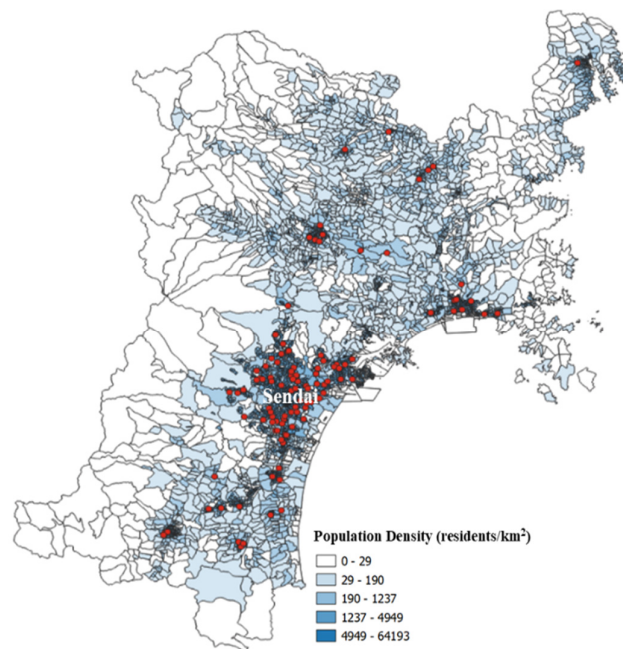 Sendai
Population Density (residents/km²)
0 - 29
29 - 190
190 - 1237
1237 - 4949
4949 - 64193